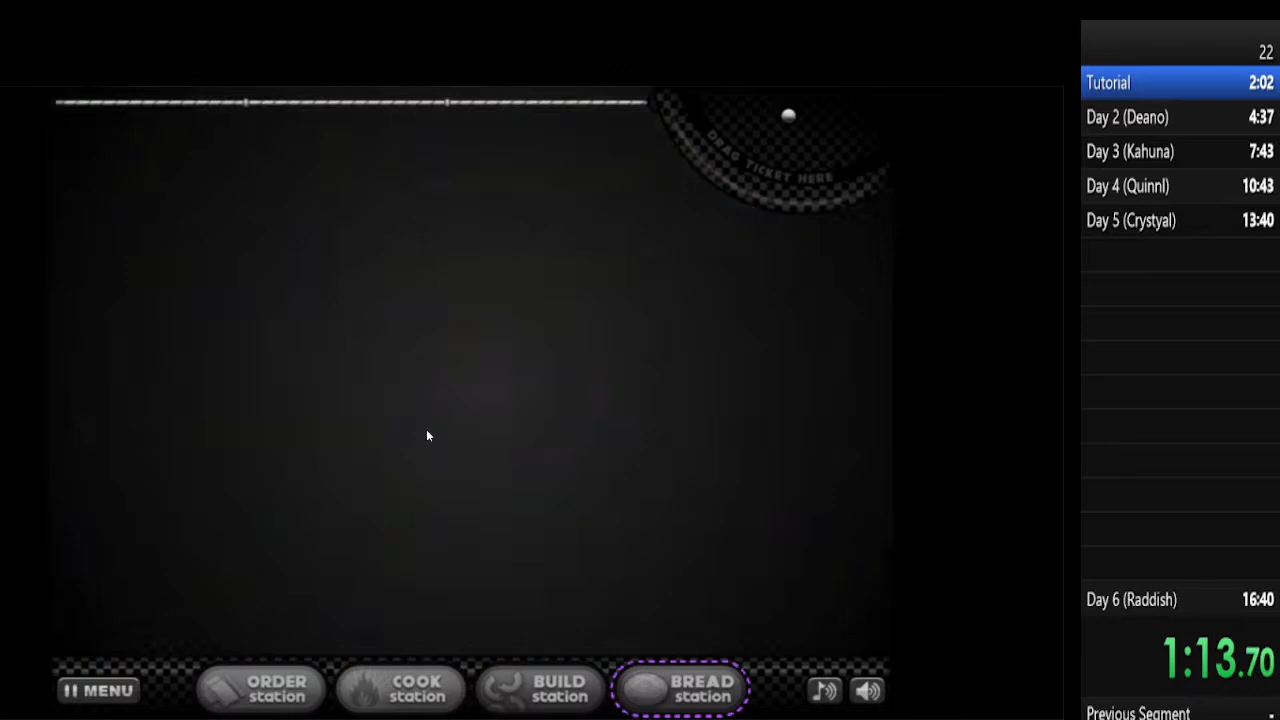 22
Tutorial 2:02
Day 2 (Deano) 4:37
Day 3 (Kahuna) 7:43
Day 4 (Quinnl) 10:43
Day 5 (Crystyal) 13:40
Day 6 (Raddish) 16:40
1:13.70
Previous Segment -
DRAG TICKET HERE
MENU
ORDER station
COOK station
BUILD station
BREAD station